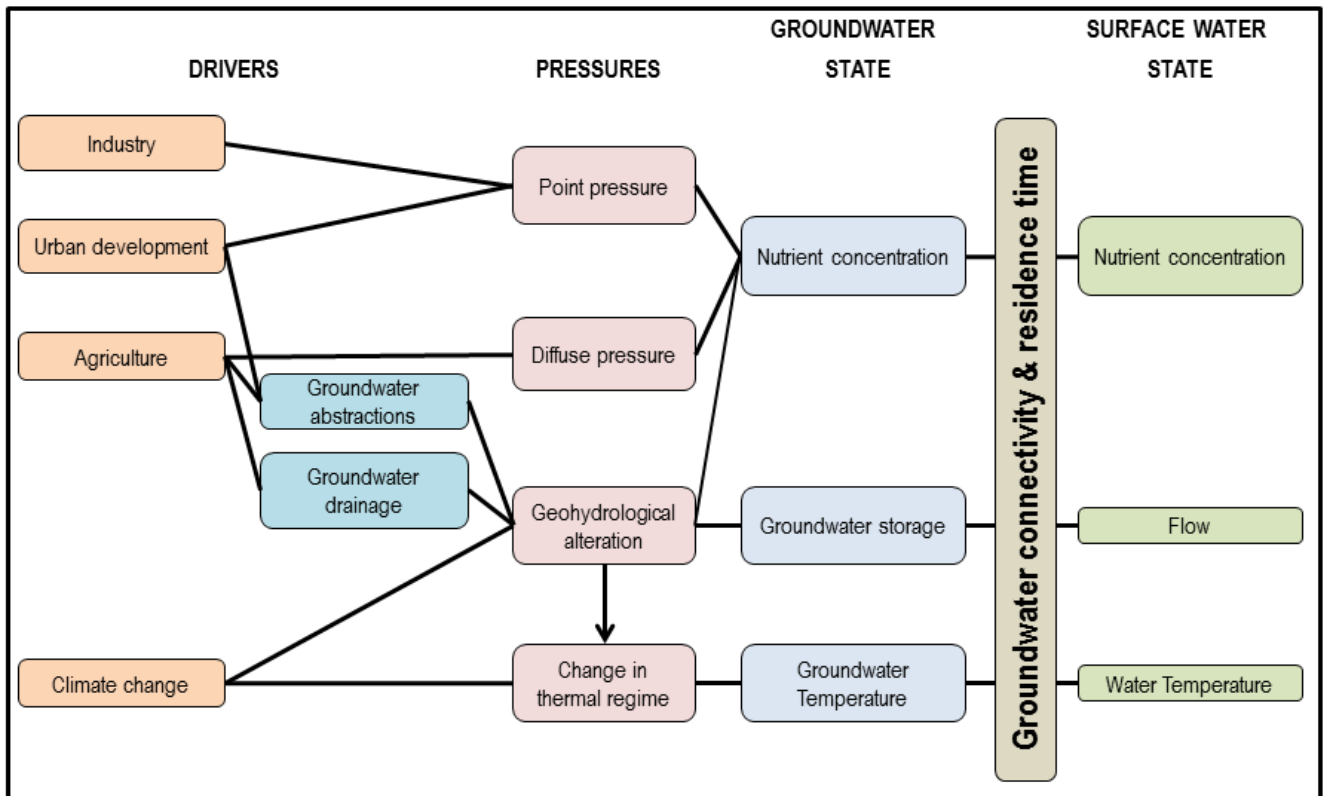 DRIVERS
PRESSURES
GROUNDWATER
STATE
SURFACE WATER
STATE
Industry
Urban development
Agriculture
Groundwater
abstractions
Groundwater
drainage
Climate change
Point pressure
Diffuse pressure
Geohydrological
alteration
Change in
thermal regime
Nutrient concentration
Groundwater storage
Groundwater
Temperature
Groundwater connectivity & residence time
Nutrient concentration
Flow
Water Temperature